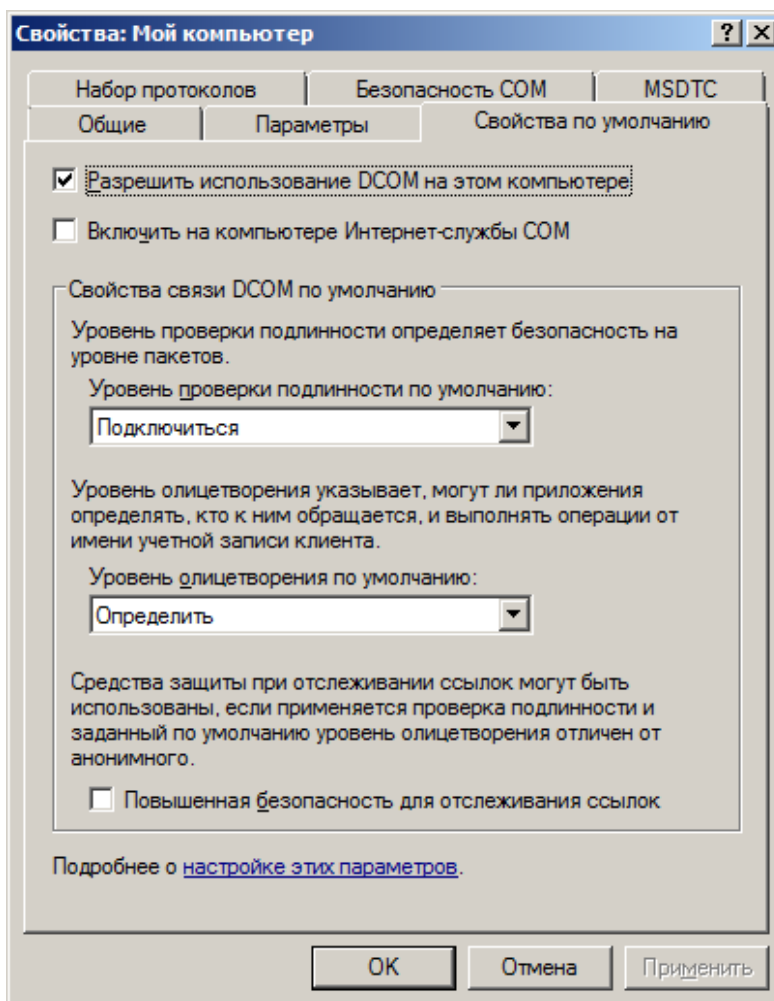 Свойства: Мой компьютер
Набор протоколов
Безопасность COM
MSDTC
Общие
Параметры
Свойства по умолчанию
Разрешить использование DCOM на этом компьютере
Включить на компьютере Интернет-службы COM
Свойства связи DCOM по умолчанию
Уровень проверки подлинности определяет безопасность на
уровне пакетов.
Уровень проверки подлинности по умолчанию:
Подключиться
Уровень олицетворения указывает, могут ли приложения
определять, кто к ним обращается, и выполнять операции от
имени учетной записи клиента.
Уровень олицетворения по умолчанию:
Определить
Средства защиты при отслеживании ссылок могут быть
использованы, если применяется проверка подлинности и
заданный по умолчанию уровень олицетворения отличен от
анонимного.
Повышенная безопасность для отслеживания ссылок
Подробнее о настройке этих параметров.
OK
Отмена
Применить